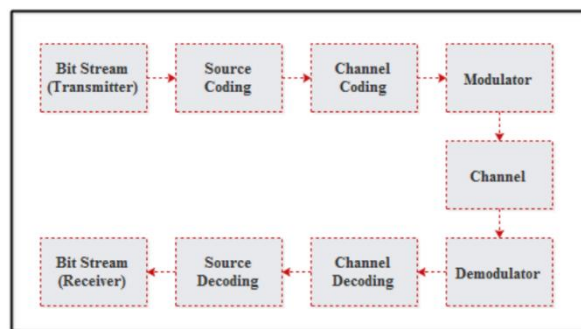 Bit Stream
(Transmitter)
Source
Coding
Channel
Coding
Modulator
Channel
Bit Stream
(Receiver)
Source
Decoding
Channel
Decoding
Demodulator